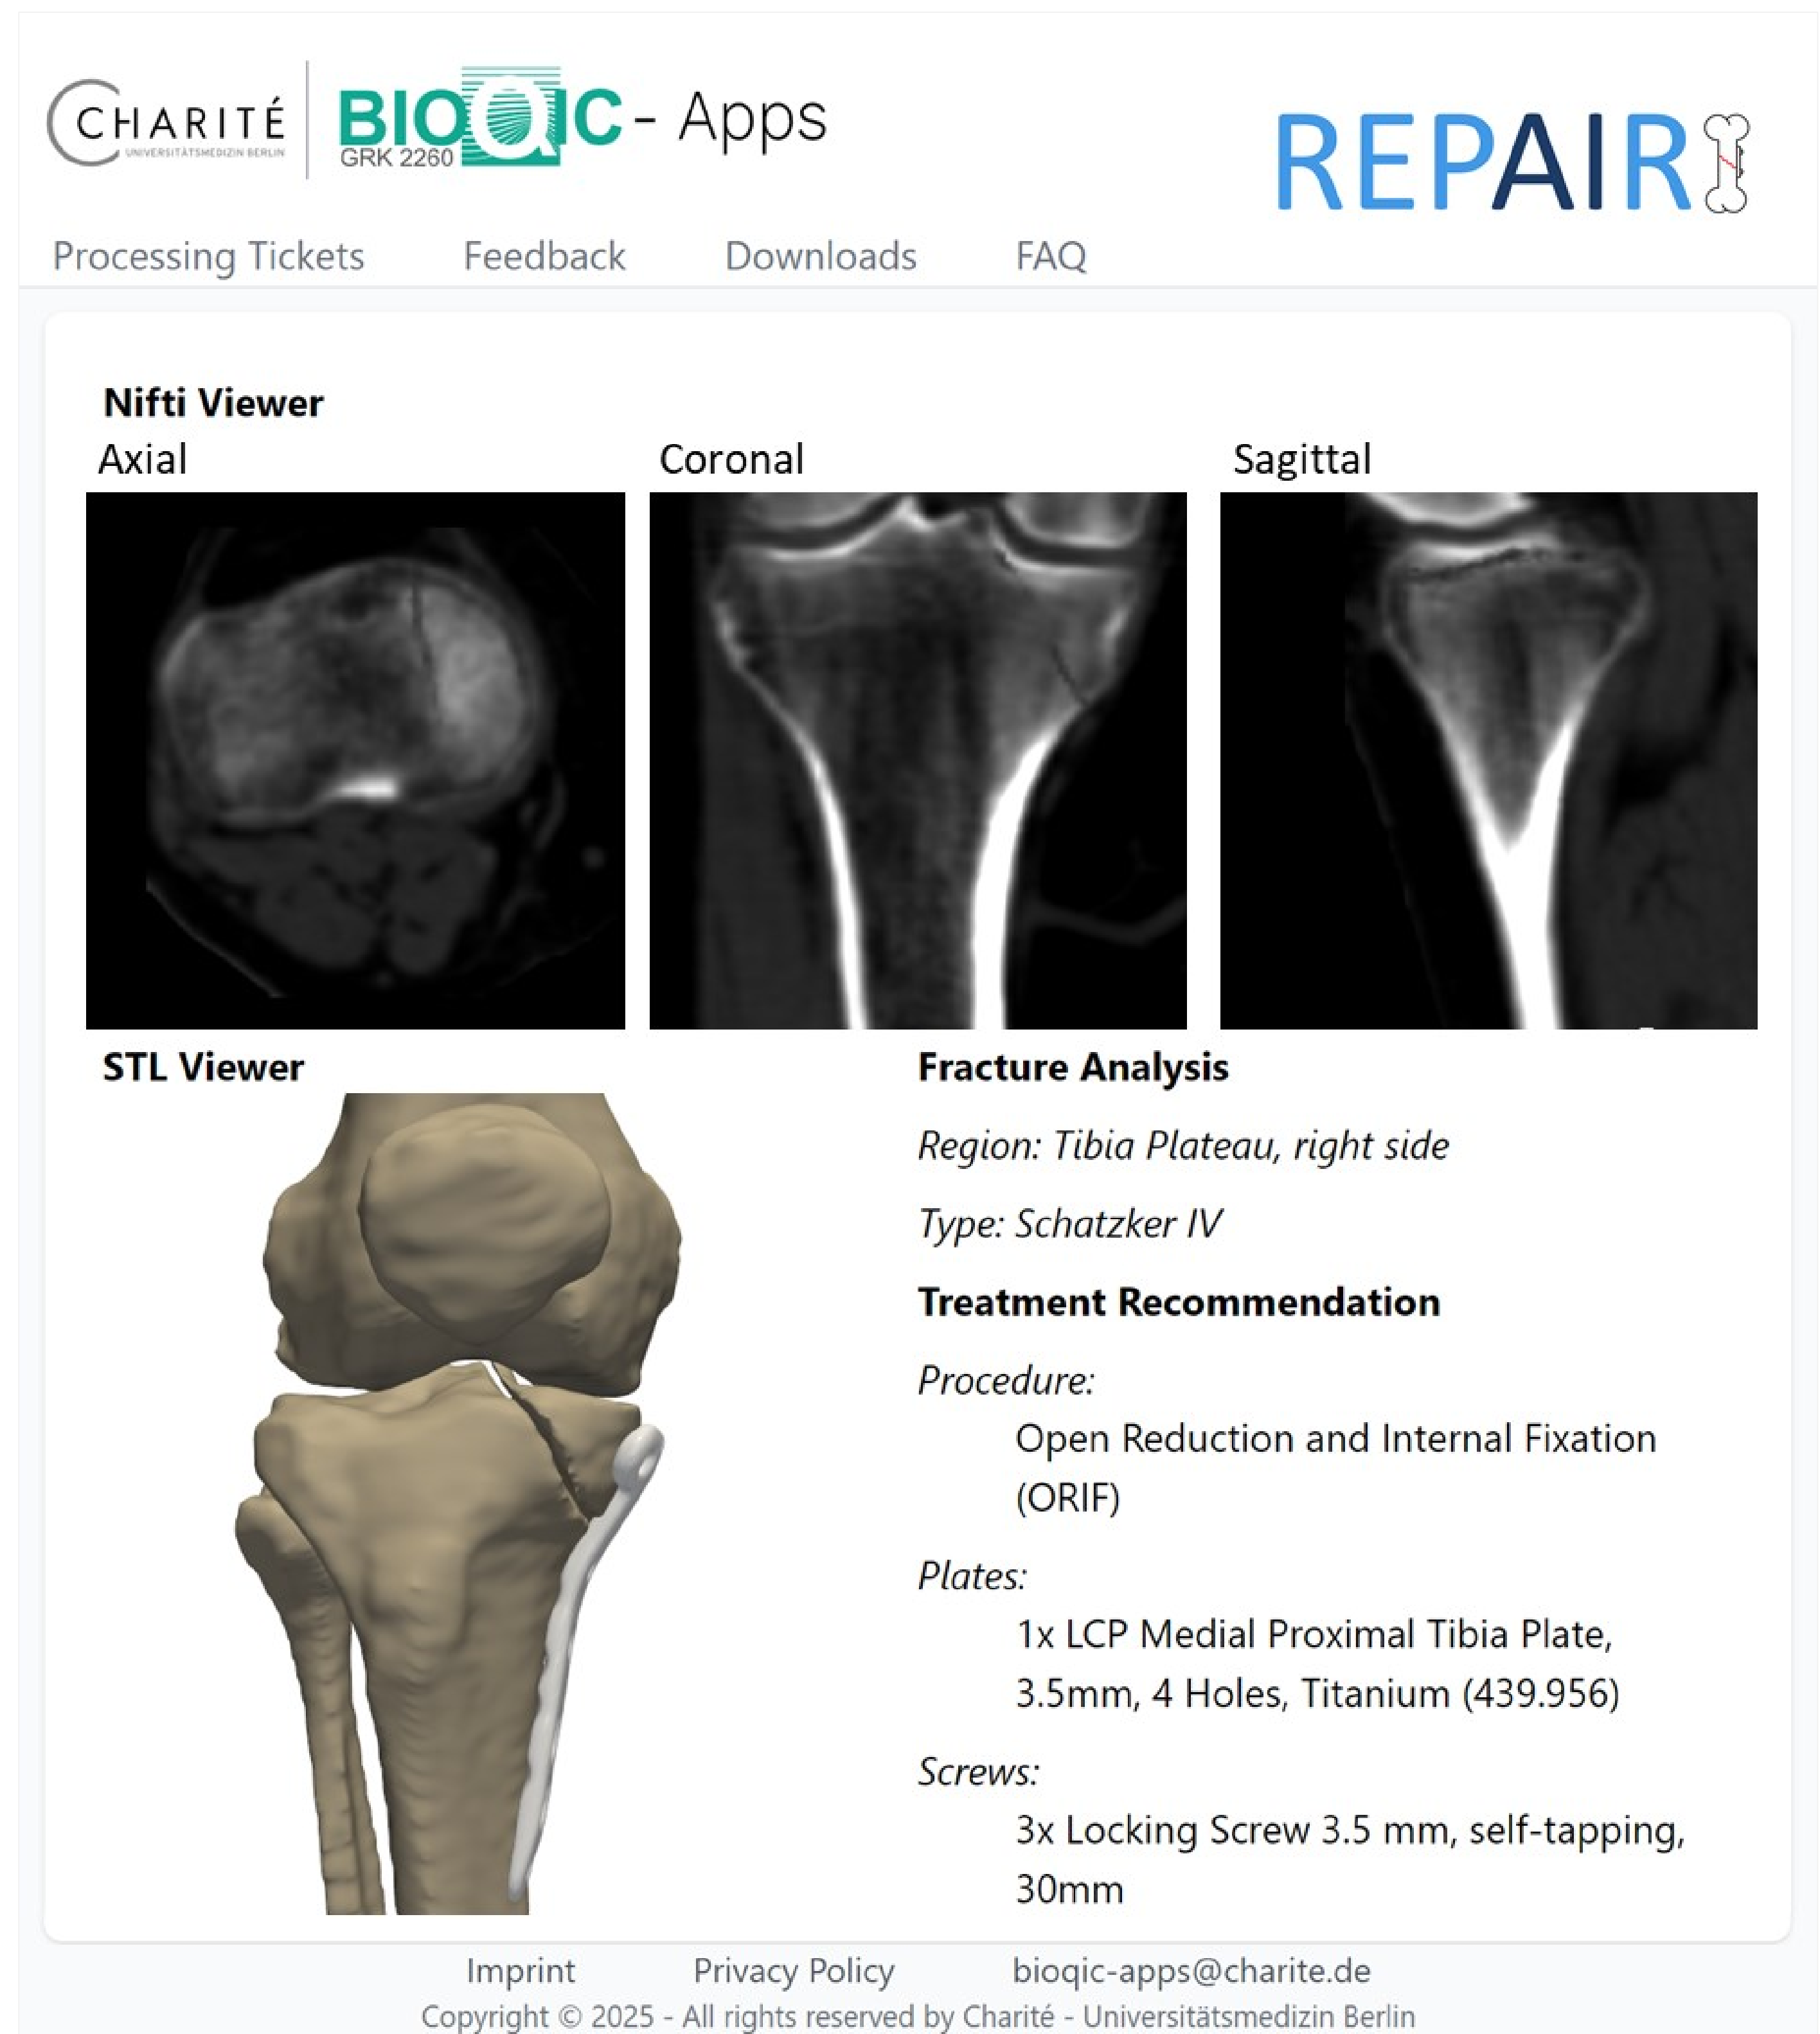 CHARITÉ
UNIVERSITÄTSMEDIZIN BERLIN
BIOQIC - Apps
GRK 2260
REPAIR
Processing Tickets Feedback Downloads FAQ
Nifti Viewer
Axial Coronal Sagittal
STL Viewer
Fracture Analysis
Region: Tibia Plateau, right side
Type: Schatzker IV
Treatment Recommendation
Procedure:
Open Reduction and Internal Fixation
(ORIF)
Plates:
1x LCP Medial Proximal Tibia Plate,
3.5mm, 4 Holes, Titanium (439.956)
Screws:
3x Locking Screw 3.5 mm, self-tapping,
30mm
Imprint Privacy Policy bioqic-apps@charite.de
Copyright © 2025 - All rights reserved by Charité - Universitätsmedizin Berlin